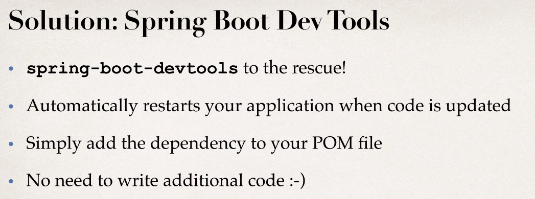 Solution: Spring Boot Dev Tools
• spring-boot-devtools to the rescue!
• Automatically restarts your application when code is updated
• Simply add the dependency to your POM file
• No need to write additional code :-)